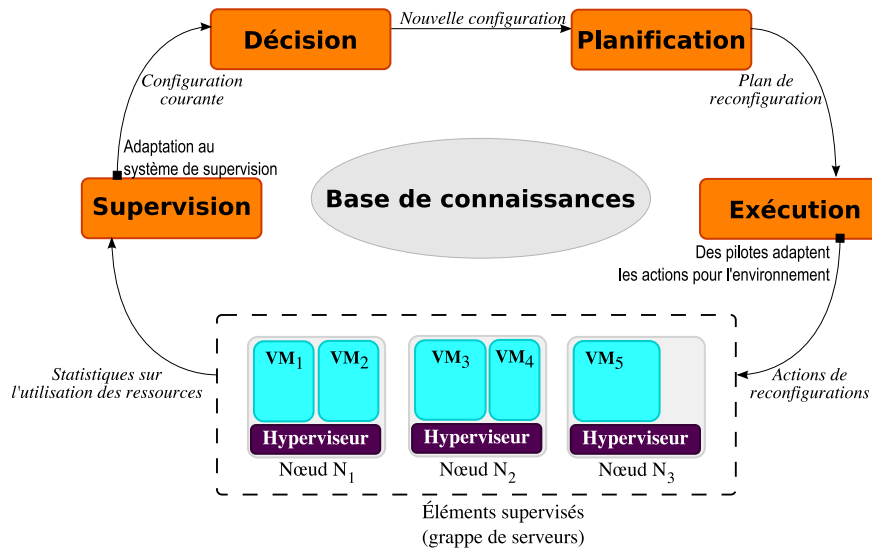 Décision
Nouvelle configuration
Planification
Configuration
courante
Plan de
reconfiguration
Adaptation au
système de supervision
Base de connaissances
Supervision
Exécution
Des pilotes adaptent
les actions pour l'environnement
VM1
VM2
VM3
VM4
VM5
Statistiques sur
l'utilisation des ressources
Actions de
reconfigurations
Hyperviseur
Hyperviseur
Hyperviseur
Nœud N1
Nœud N2
Nœud N3
Éléments supervisés
(grappe de serveurs)